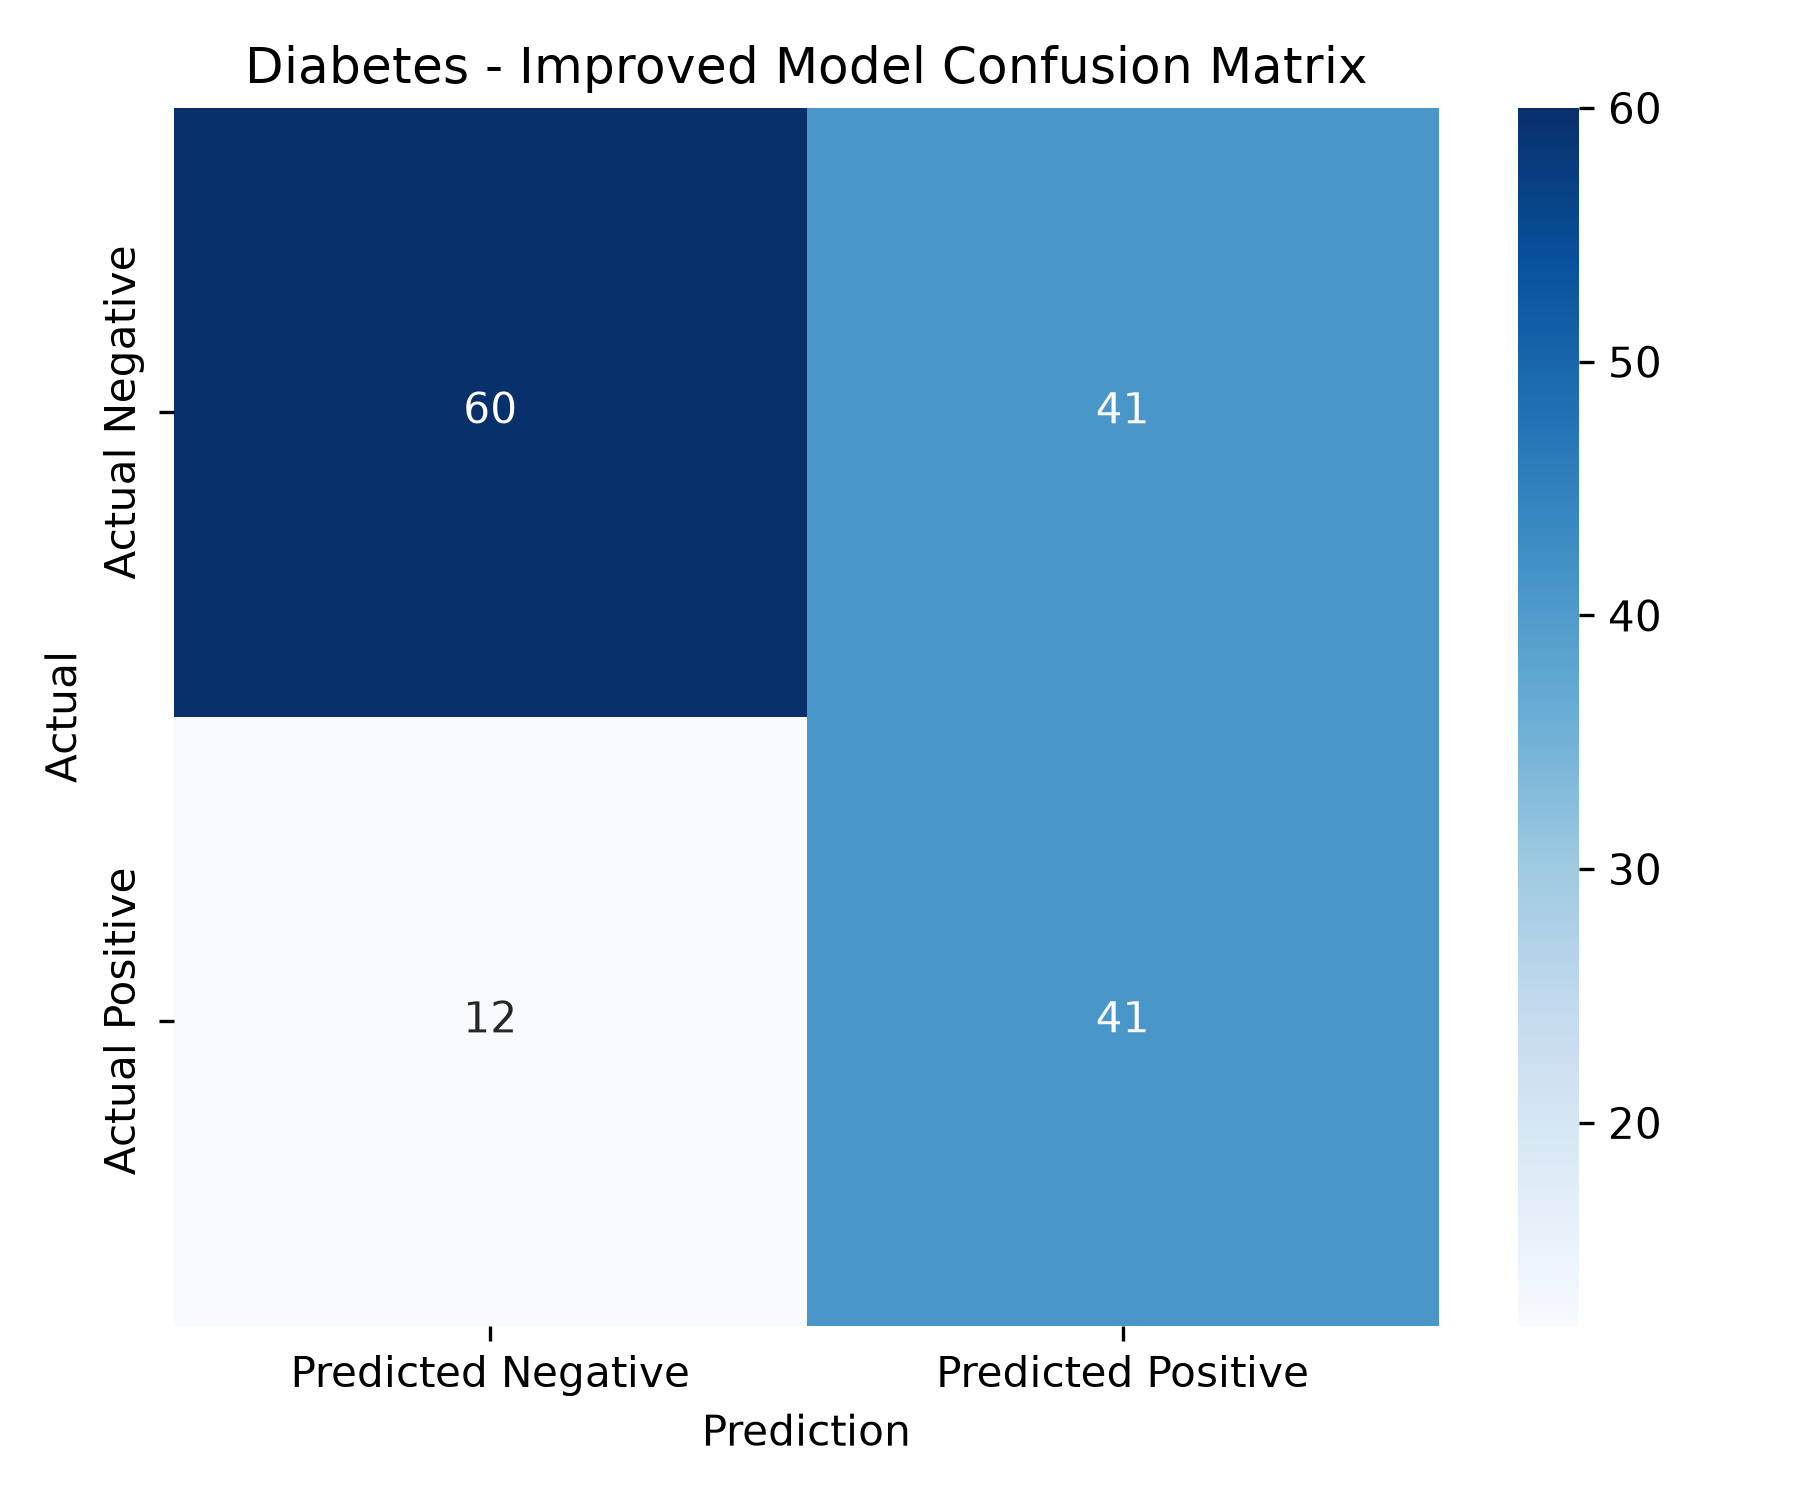 Diabetes - Improved Model Confusion Matrix
Actual
Actual Negative
Actual Positive
60
41
12
41
Predicted Negative
Predicted Positive
Prediction
60
50
40
30
20